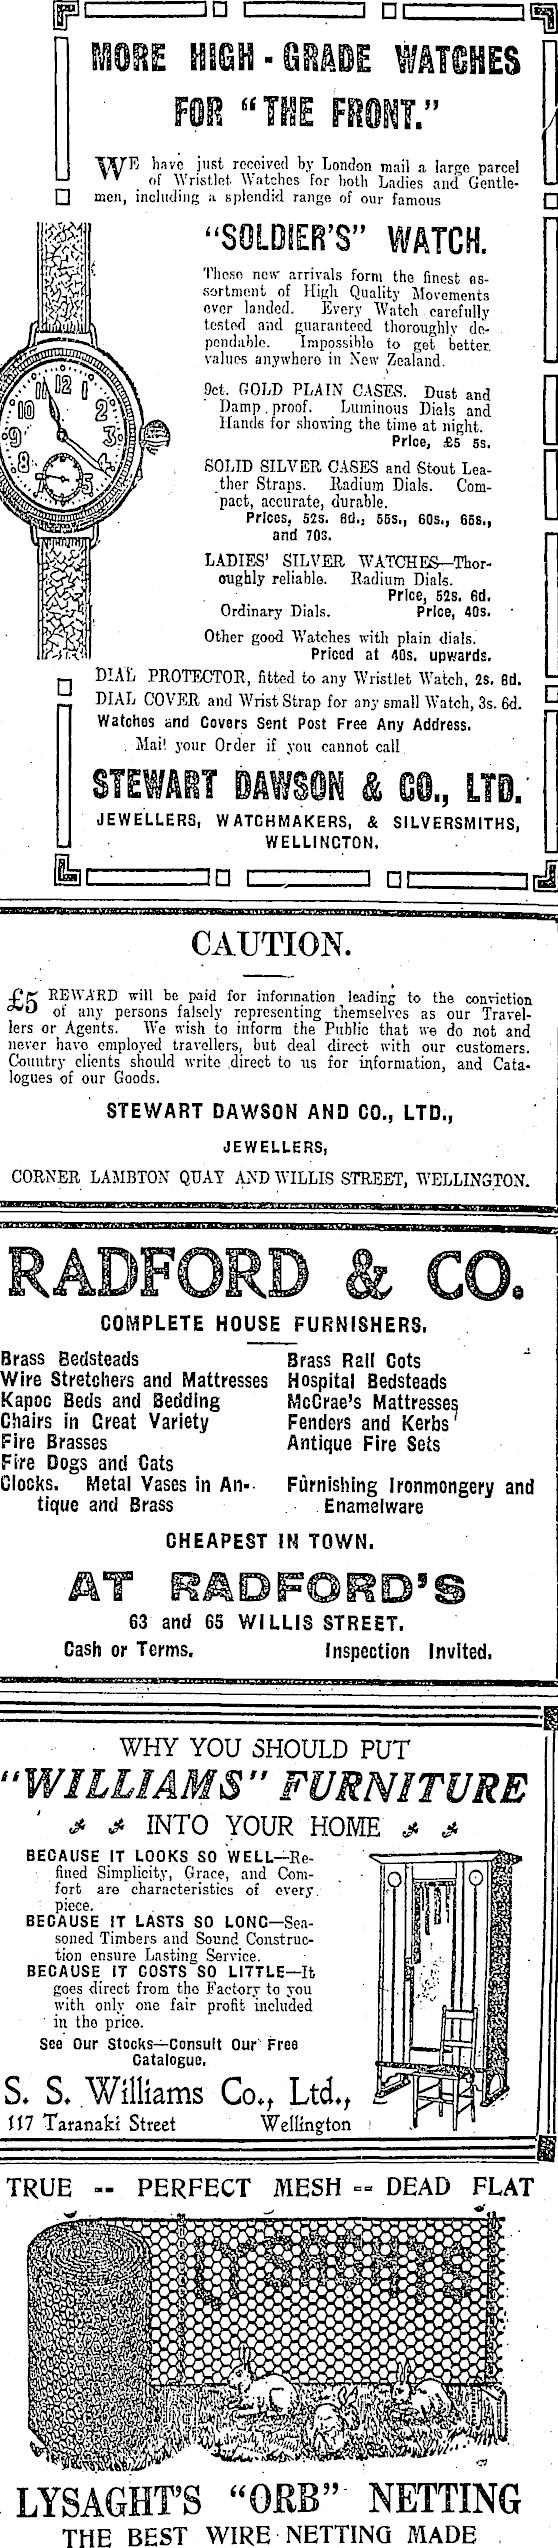 MORE HIGH-GRADE WATCHES
FOR "THE FRONT."
WE have just received by London mail a large parcel
of Wristlet Watches for both Ladies and Gentle-
men, including a splendid range of our famous
"SOLDIER'S" WATCH.
These new arrivals form the finest as-
sortment of High Quality Movements
ever landed. Every Watch carefully
tested and guaranteed thoroughly de-
pendable. Impossible to get better
values anywhere in New Zealand.
9ct. GOLD PLAIN CASES. Dust and
Damp proof. Luminous Dials and
Hands for showing the time at night.
Price, £5 5s.
SOLID SILVER CASES and Stout Lea-
ther Straps. Radium Dials. Com-
pact, accurate, durable.
Prices, 52s. 6d., 55s., 60s., 65s.,
and 70s.
LADIES' SILVER WATCHES—Thor-
oughly reliable. Radium Dials.
Price, 52s. 6d.
Ordinary Dials. Price, 40s.
Other good Watches with plain dials.
Priced at 40s. upwards.
DIAL PROTECTOR, fitted to any Wristlet Watch, 2s. 6d.
DIAL COVER and Wrist Strap for any small Watch, 3s. 6d.
Watches and Covers Sent Post Free Any Address.
Mail your Order if you cannot call
STEWART DAWSON & CO., LTD.
JEWELLERS, WATCHMAKERS, & SILVERSMITHS,
WELLINGTON.
CAUTION.
£5 REWARD will be paid for information leading to the conviction
of any persons falsely representing themselves as our Travel-
lers or Agents. We wish to inform the Public that we do not and
never have employed travellers, but deal direct with our customers.
Country clients should write direct to us for information, and Cata-
logues of our Goods.
STEWART DAWSON AND CO., LTD.,
JEWELLERS,
CORNER LAMBTON QUAY AND WILLIS STREET, WELLINGTON.
RADFORD & CO.
COMPLETE HOUSE FURNISHERS.
Brass Bedsteads
Wire Stretchers and Mattresses
Kapoc Beds and Bedding
Chairs in Great Variety
Fire Brasses
Fire Dogs and Cats
Clocks. Metal Vases in An-
tique and Brass
Brass Rail Cots
Hospital Bedsteads
McCrae's Mattresses
Fenders and Kerbs
Antique Fire Sets
Furnishing Ironmongery and
Enamelware
CHEAPEST IN TOWN.
AT RADFORD'S
63 and 65 WILLIS STREET.
Cash or Terms. Inspection Invited.
WHY YOU SHOULD PUT
"WILLIAMS" FURNITURE
INTO YOUR HOME
BECAUSE IT LOOKS SO WELL—Re-
fined Simplicity, Grace, and Com-
fort are characteristics of every
piece.
BECAUSE IT LASTS SO LONG—Sea-
soned Timbers and Sound Construc-
tion ensure Lasting Service.
BECAUSE IT COSTS SO LITTLE—It
goes direct from the Factory to you
with only one fair profit included
in the price.
See Our Stocks—Consult Our Free
Catalogue.
S. S. Williams Co., Ltd.,
117 Taranaki Street Wellington
TRUE -- PERFECT MESH -- DEAD FLAT
LYSAGHT'S
LYSAGHT'S "ORB" NETTING
THE BEST WIRE NETTING MADE